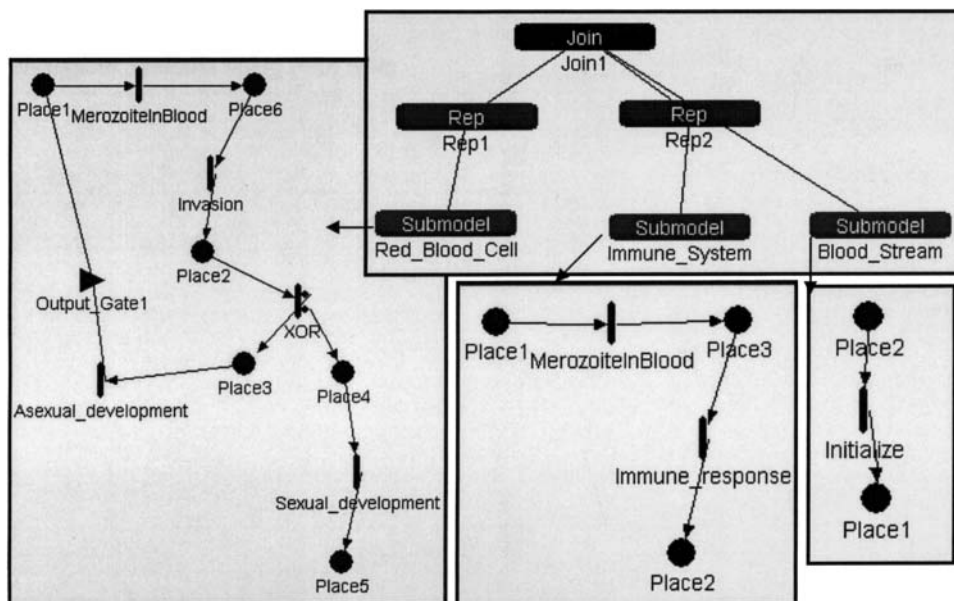 Join
Join1
Rep
Rep1
Rep
Rep2
Submodel
Red_Blood_Cell
Submodel
Immune_System
Submodel
Blood_Stream
Place1
MerozoiteInBlood
Place6
Invasion
Place2
Output_Gate1
XOR
Place3
Place4
Asexual_development
Sexual_development
Place5
Place1
MerozoiteInBlood
Place3
Immune_response
Place2
Place2
Initialize
Place1